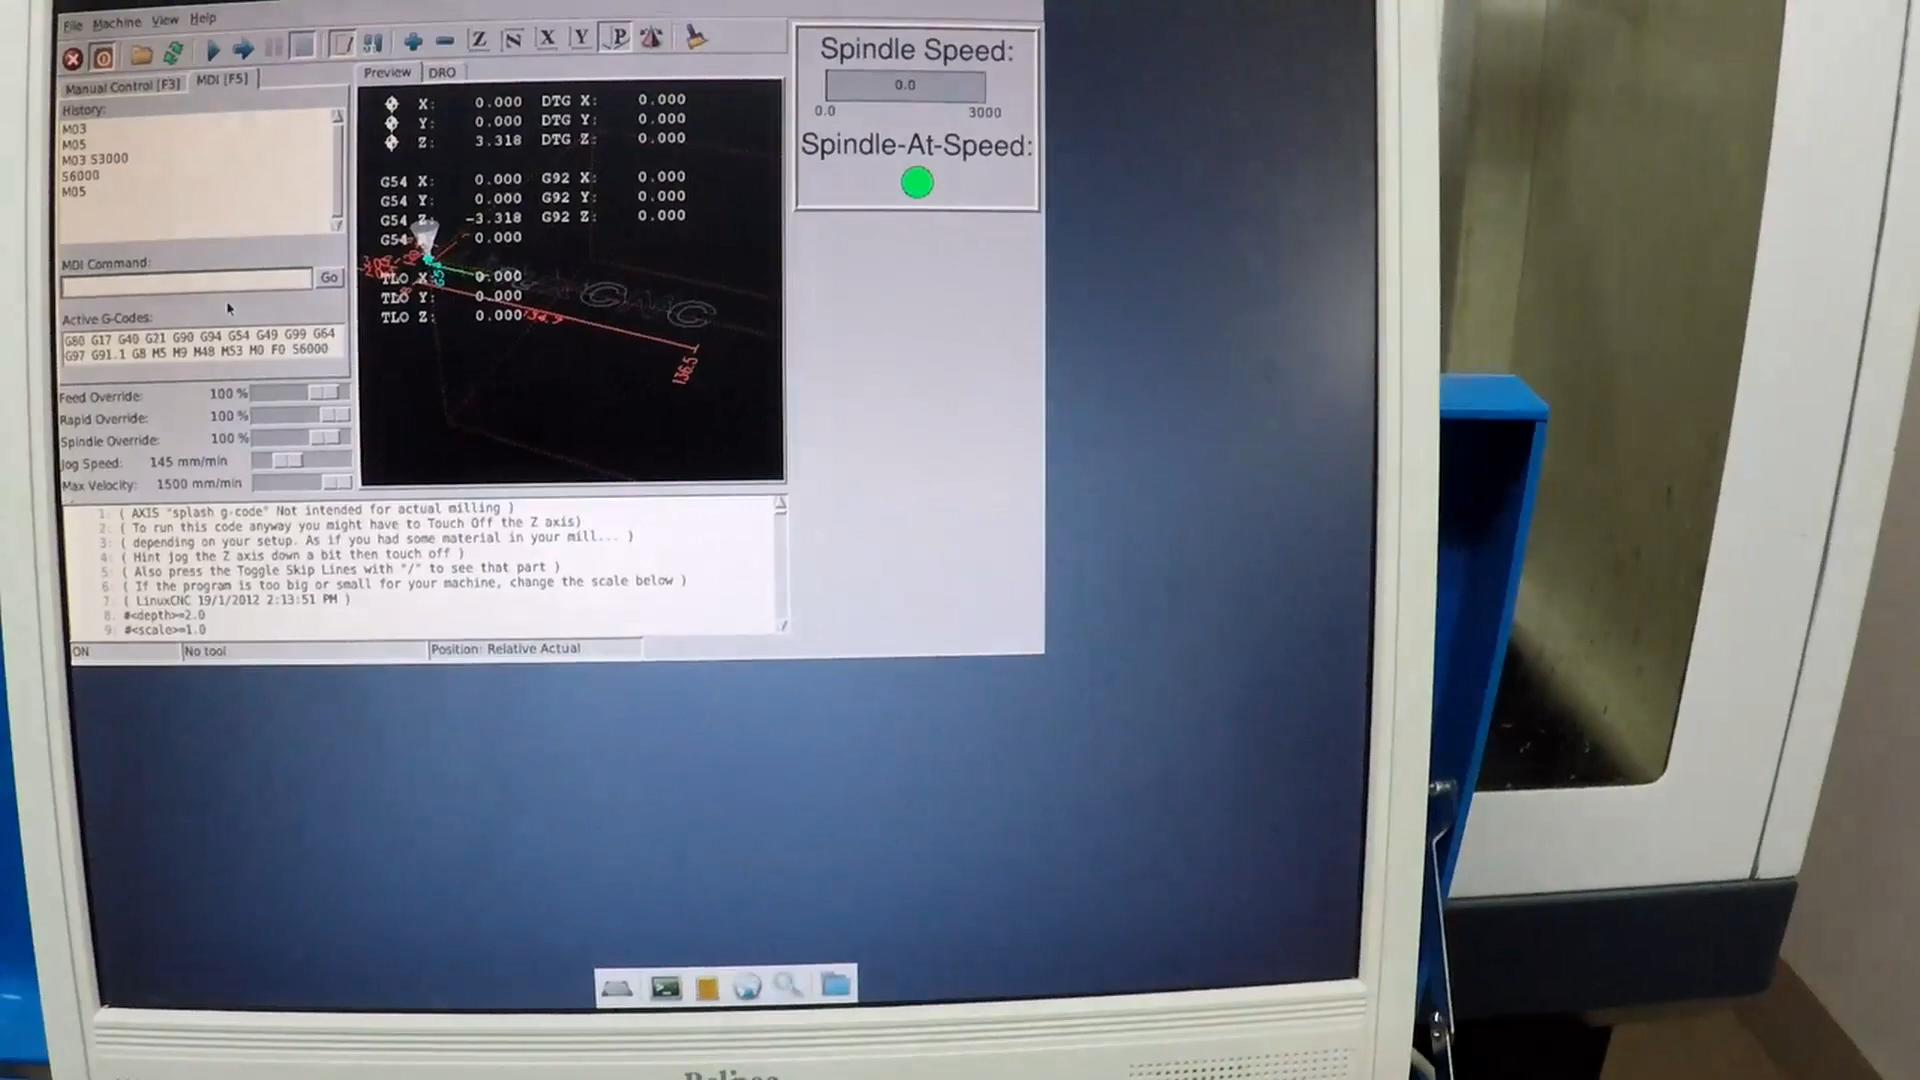 File Machine View Help
Z N X Y P
Manual Control [F3] MDI [F5]
History:
M03
M05
M03 S3000
S6000
M05
MDI Command:
Go
Active G-Codes:
G80 G17 G40 G21 G90 G94 G54 G49 G99 G64
G97 G91.1 G8 M5 M9 M48 M53 M0 F0 S6000
Feed Override: 100 %
Rapid Override: 100 %
Spindle Override: 100 %
Jog Speed: 145 mm/min
Max Velocity: 1500 mm/min
Preview DRO
X: 0.000 DTG X: 0.000
Y: 0.000 DTG Y: 0.000
Z: 3.318 DTG Z: 0.000
G54 X: 0.000 G92 X: 0.000
G54 Y: 0.000 G92 Y: 0.000
G54 Z: -3.318 G92 Z: 0.000
G54 0.000
TLO X: 0.000
TLO Y: 0.000
TLO Z: 0.000
136.5
Spindle Speed:
0.0
0.0 3000
Spindle-At-Speed:
1: ( AXIS "splash g-code" Not intended for actual milling )
2: ( To run this code anyway you might have to Touch Off the Z axis)
3: ( depending on your setup. As if you had some material in your mill... )
4: ( Hint jog the Z axis down a bit then touch off )
5: ( Also press the Toggle Skip Lines with "/" to see that part )
6: ( If the program is too big or small for your machine, change the scale below )
7: ( LinuxCNC 19/1/2012 2:13:51 PM )
8: #<depth>=2.0
9: #<scale>=1.0
ON No tool Position: Relative Actual